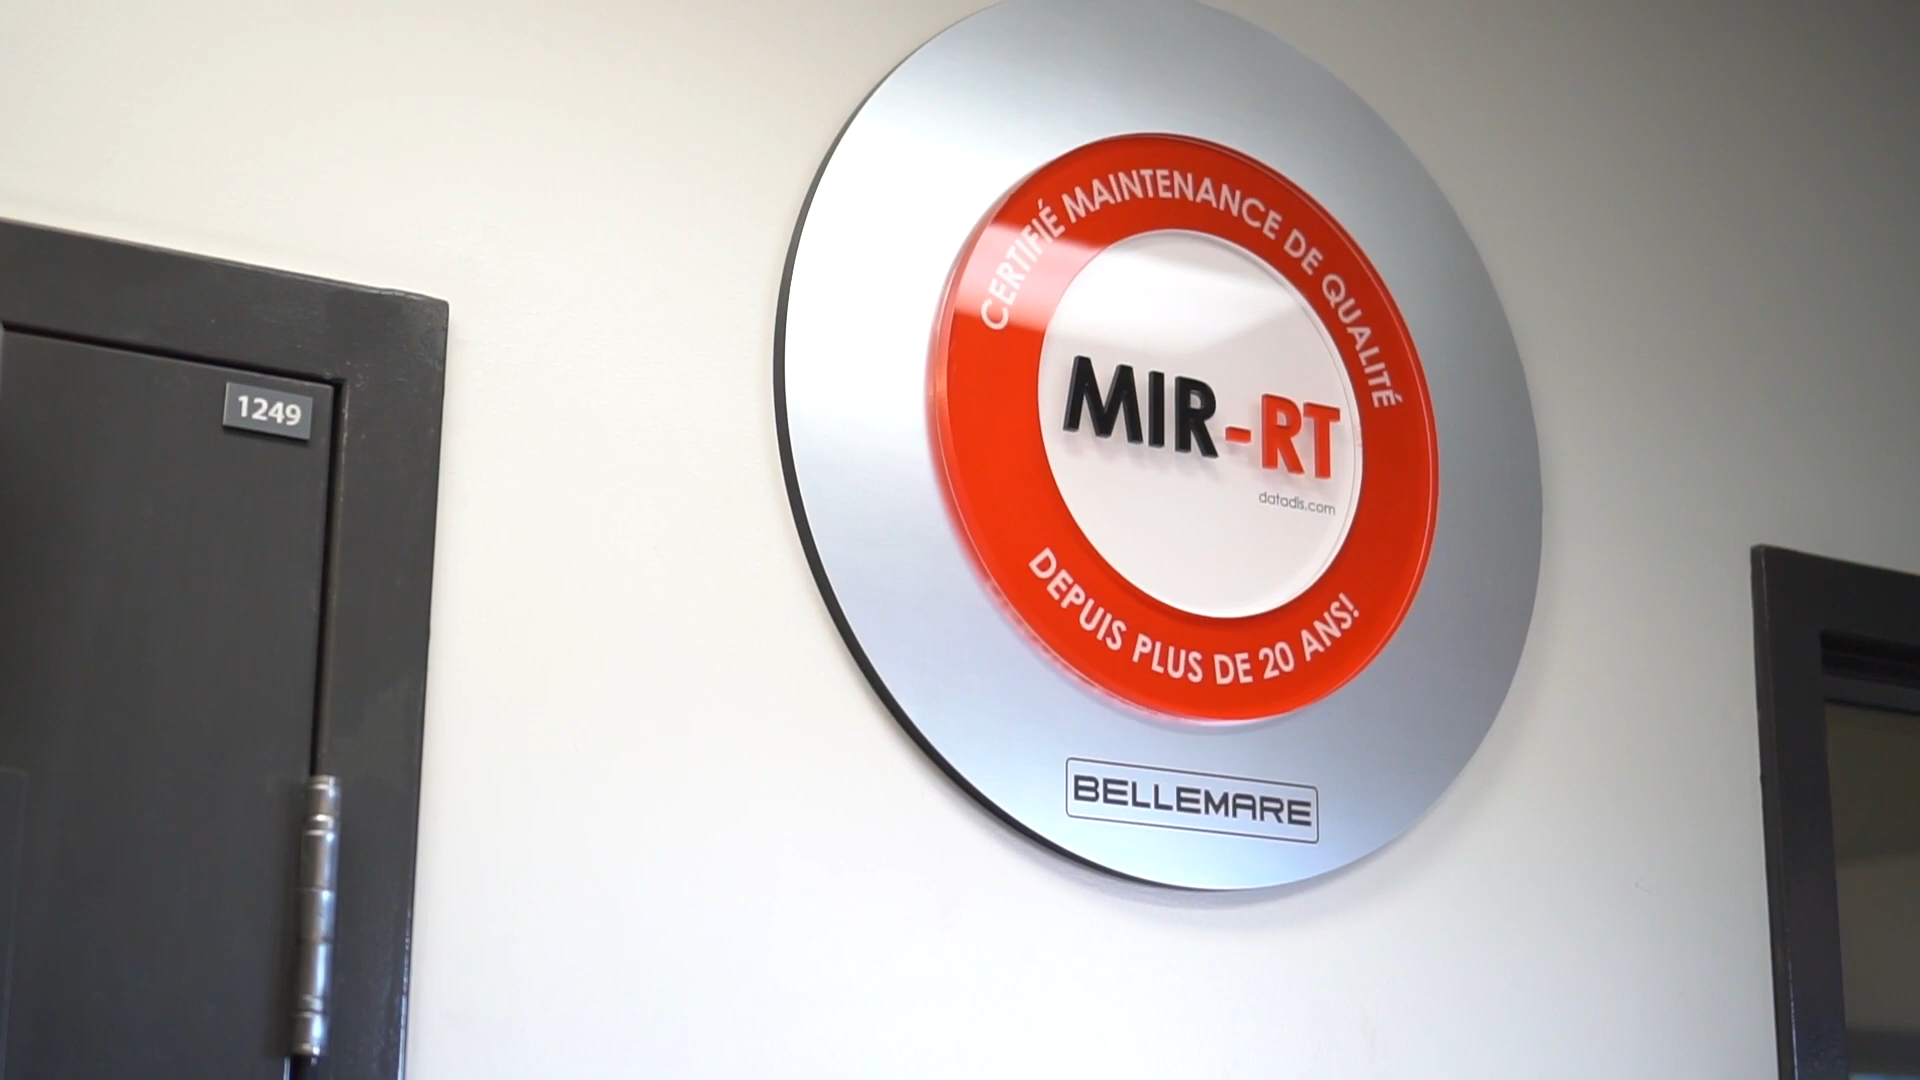 1249
CERTIFIÉ MAINTENANCE DE QUALITÉ
MIR-RT
datadis.com
DEPUIS PLUS DE 20 ANS!
BELLEMARE